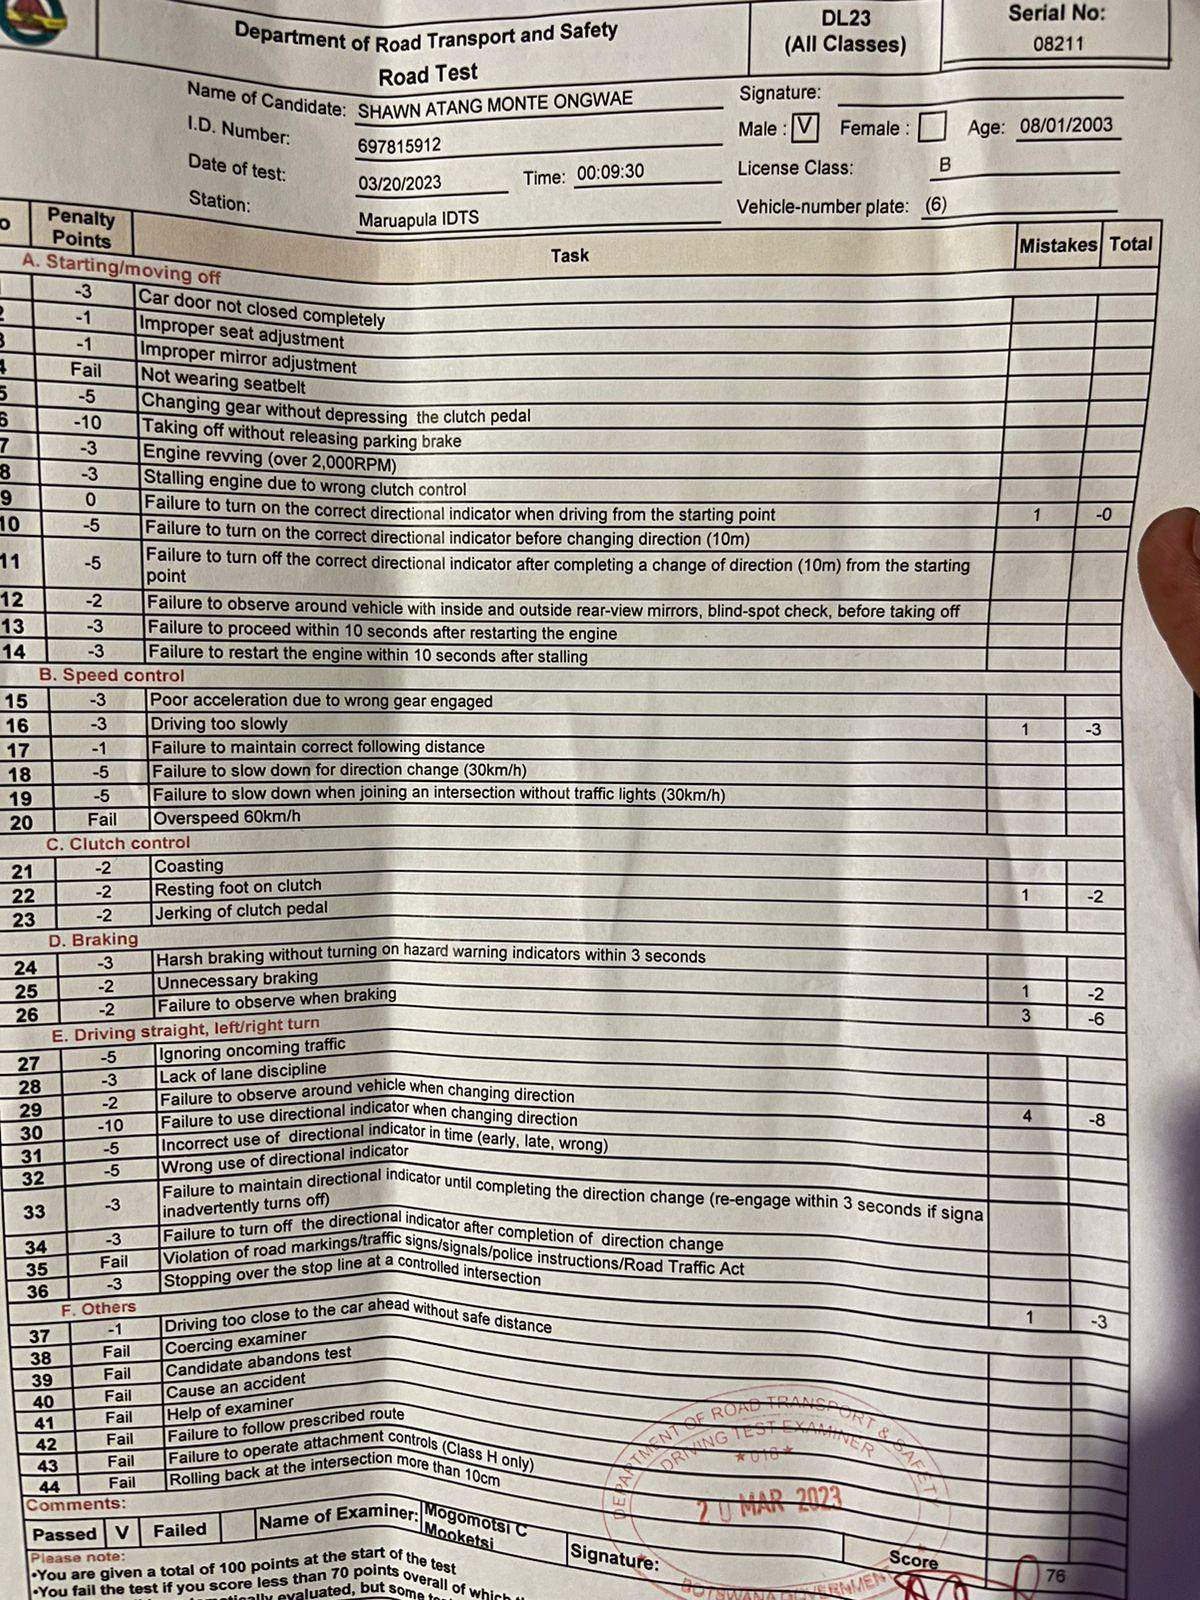 Department of Road Transport and Safety
Road Test
DL23
(All Classes)
Serial No:
08211
Name of Candidate: SHAWN ATANG MONTE ONGWAE
I.D. Number: 697815912
Date of test: 03/20/2023 Time: 00:09:30
Station: Maruapula IDTS
Signature:
Male : V Female : Age: 08/01/2003
License Class: B
Vehicle-number plate: (6)
Penalty Points Task Mistakes Total
A. Starting/moving off
-3 Car door not closed completely
2 -1 Improper seat adjustment
3 -1 Improper mirror adjustment
4 Fail Not wearing seatbelt
5 -5 Changing gear without depressing the clutch pedal
6 -10 Taking off without releasing parking brake
7 -3 Engine revving (over 2,000RPM)
8 -3 Stalling engine due to wrong clutch control
9 0 Failure to turn on the correct directional indicator when driving from the starting point 1 -0
10 -5 Failure to turn on the correct directional indicator before changing direction (10m)
11 -5 Failure to turn off the correct directional indicator after completing a change of direction (10m) from the starting
point
12 -2 Failure to observe around vehicle with inside and outside rear-view mirrors, blind-spot check, before taking off
13 -3 Failure to proceed within 10 seconds after restarting the engine
14 -3 Failure to restart the engine within 10 seconds after stalling
B. Speed control
15 -3 Poor acceleration due to wrong gear engaged
16 -3 Driving too slowly 1 -3
17 -1 Failure to maintain correct following distance
18 -5 Failure to slow down for direction change (30km/h)
19 -5 Failure to slow down when joining an intersection without traffic lights (30km/h)
20 Fail Overspeed 60km/h
C. Clutch control
21 -2 Coasting
22 -2 Resting foot on clutch 1 -2
23 -2 Jerking of clutch pedal
D. Braking
24 -3 Harsh braking without turning on hazard warning indicators within 3 seconds
25 -2 Unnecessary braking 1 -2
26 -2 Failure to observe when braking 3 -6
E. Driving straight, left/right turn
27 -5 Ignoring oncoming traffic
28 -3 Lack of lane discipline
29 -2 Failure to observe around vehicle when changing direction 4 -8
30 -10 Failure to use directional indicator when changing direction
31 -5 Incorrect use of directional indicator in time (early, late, wrong)
32 -5 Wrong use of directional indicator
33 -3 Failure to maintain directional indicator until completing the direction change (re-engage within 3 seconds if signa
inadvertently turns off)
34 -3 Failure to turn off the directional indicator after completion of direction change
35 Fail Violation of road markings/traffic signs/signals/police instructions/Road Traffic Act
36 -3 Stopping over the stop line at a controlled intersection 1 -3
F. Others
37 -1 Driving too close to the car ahead without safe distance
38 Fail Coercing examiner
39 Fail Candidate abandons test
40 Fail Cause an accident
41 Fail Help of examiner
42 Fail Failure to follow prescribed route
43 Fail Failure to operate attachment controls (Class H only)
44 Fail Rolling back at the intersection more than 10cm
Comments:
Passed V Failed Name of Examiner: Mogomotsi C
Mooketsi
Signature:
Score 76
DEPARTMENT OF ROAD TRANSPORT & SAFETY
DRIVING TEST EXAMINER
★016★
20 MAR 2023
BOTSWANA GOVERNMENT
Please note:
•You are given a total of 100 points at the start of the test
•You fail the test if you score less than 70 points overall of which
evaluated, but some